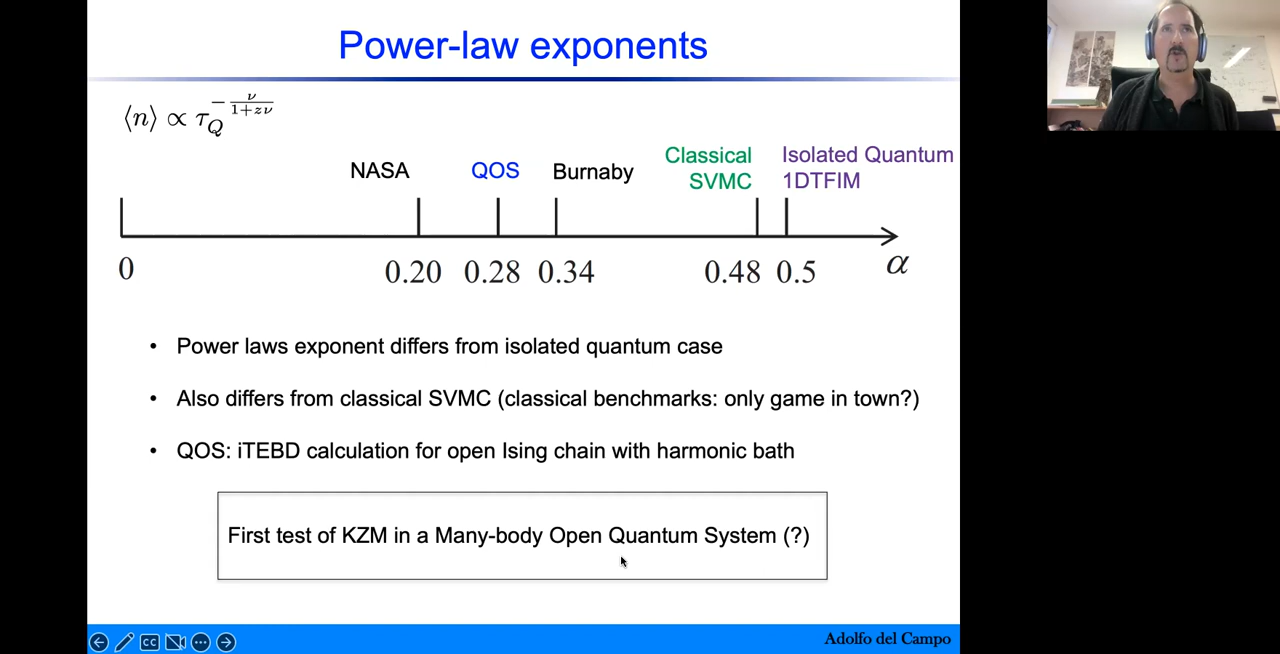 Power-law exponents
⟨n⟩ ∝ τ_Q^{-\frac{ν}{1+zν}}
NASA QOS Burnaby Classical SVMC Isolated Quantum 1DTFIM
0 0.20 0.28 0.34 0.48 0.5 α
• Power laws exponent differs from isolated quantum case
• Also differs from classical SVMC (classical benchmarks: only game in town?)
• QOS: iTEBD calculation for open Ising chain with harmonic bath
First test of KZM in a Many-body Open Quantum System (?)
CC
Adolfo del Campo